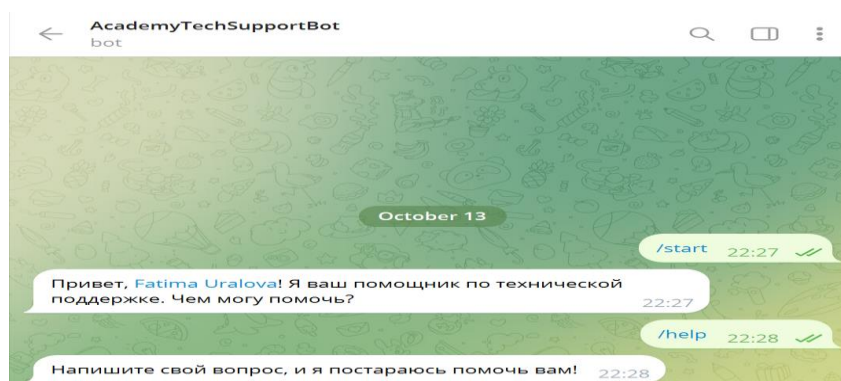 AcademyTechSupportBot
bot
October 13
/start 22:27
Привет, Fatima Uralova! Я ваш помощник по технической
поддержке. Чем могу помочь?
22:27
/help 22:28
Напишите свой вопрос, и я постараюсь помочь вам! 22:28